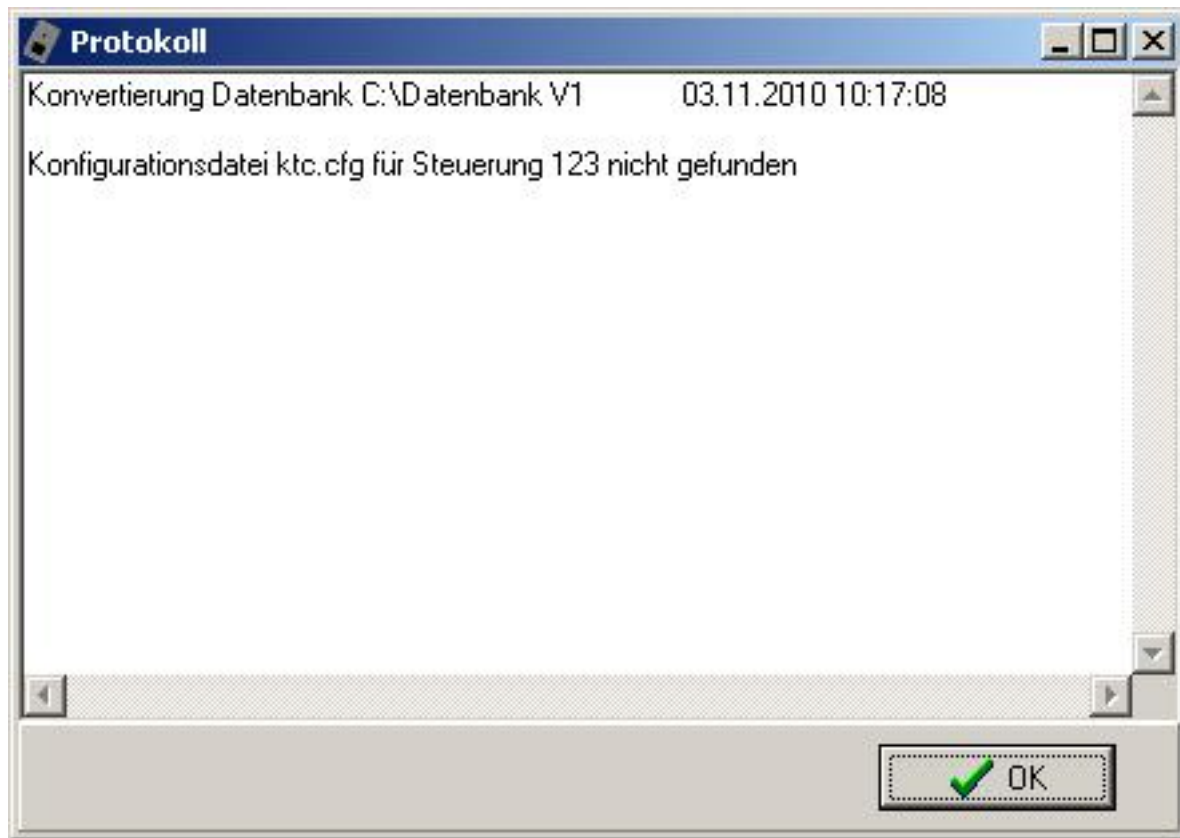 Protokoll
Konvertierung Datenbank C:\Datenbank V1 03.11.2010 10:17:08
Konfigurationsdatei ktc.cfg für Steuerung 123 nicht gefunden
OK